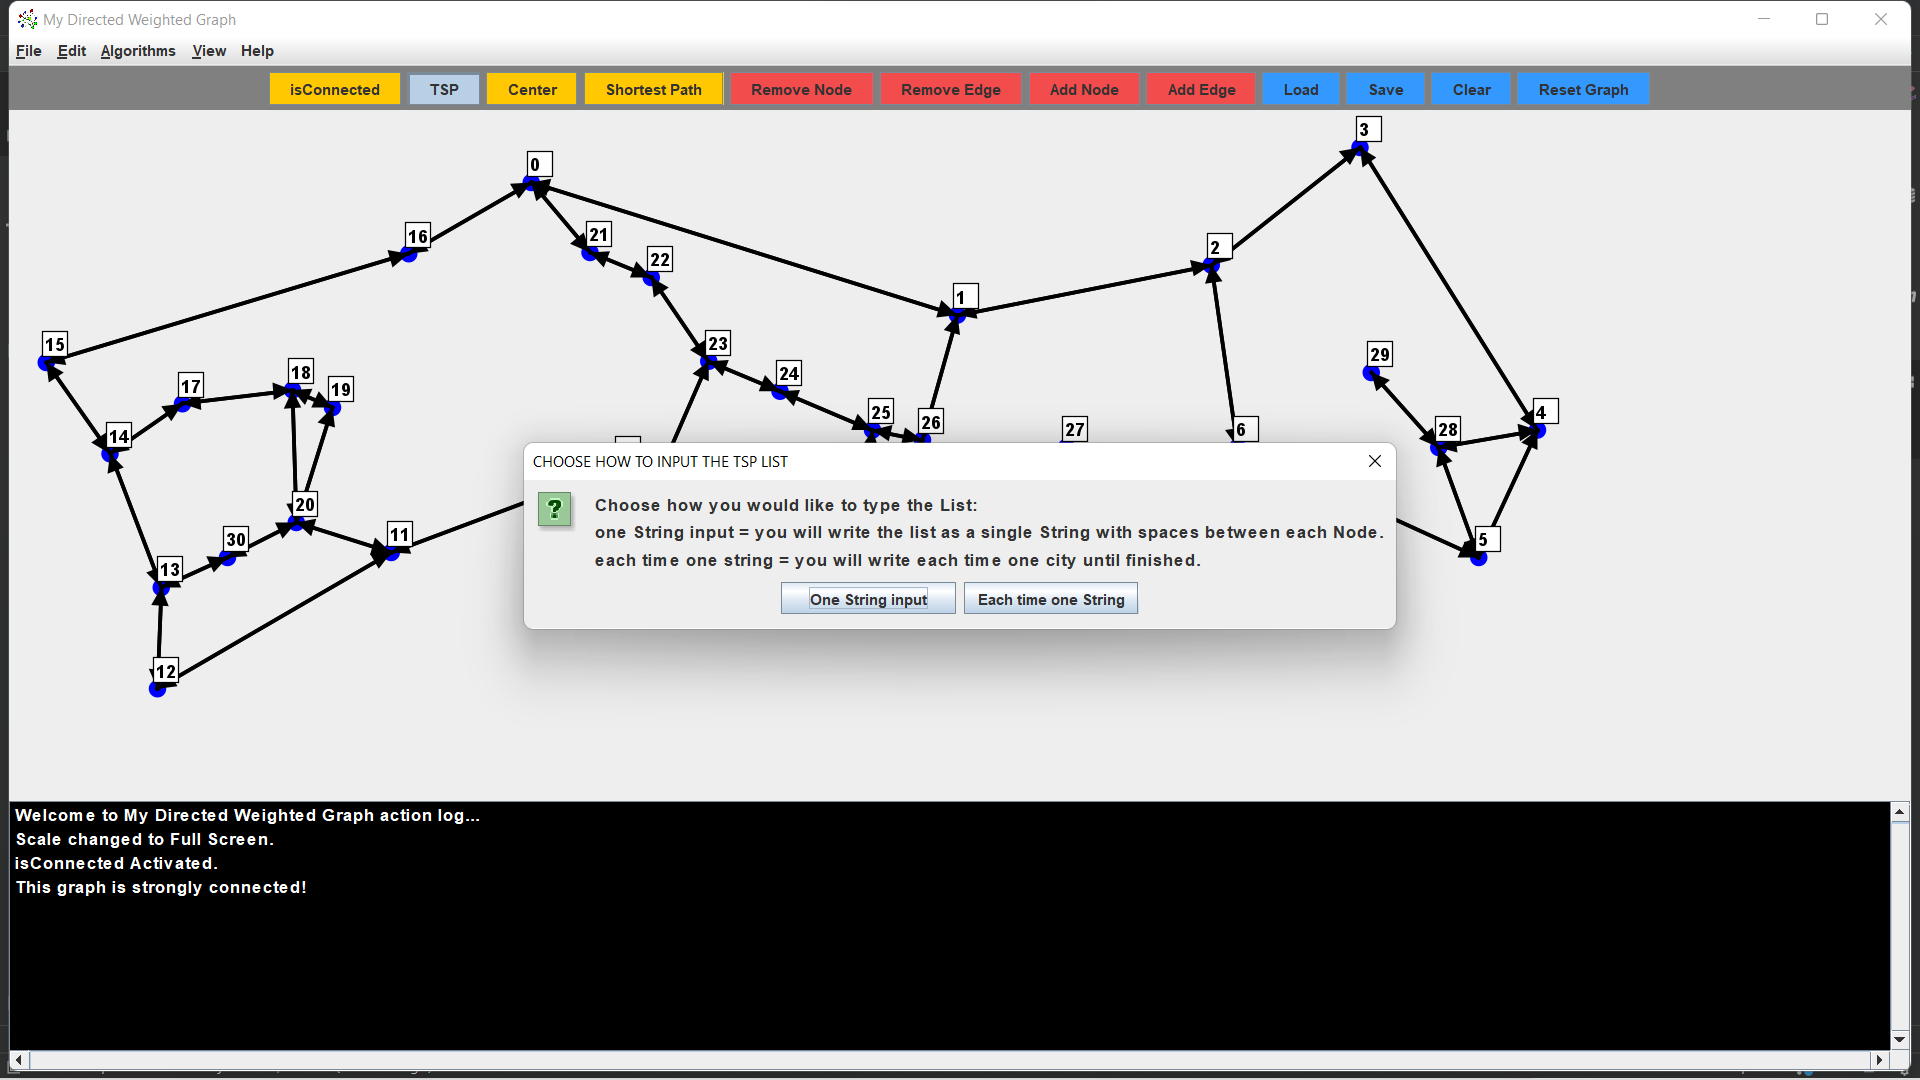 My Directed Weighted Graph
File Edit Algorithms View Help
isConnected TSP Center Shortest Path Remove Node Remove Edge Add Node Add Edge Load Save Clear Reset Graph
3
0
16
21
2
22
1
15
23
29
18
24
17
19
25
4
26
27
6
28
14
CHOOSE HOW TO INPUT THE TSP LIST
Choose how you would like to type the List:
one String input = you will write the list as a single String with spaces between each Node.
each time one string = you will write each time one city until finished.
One String input Each time one String
20
11
30
5
13
12
Welcome to My Directed Weighted Graph action log...
Scale changed to Full Screen.
isConnected Activated.
This graph is strongly connected!